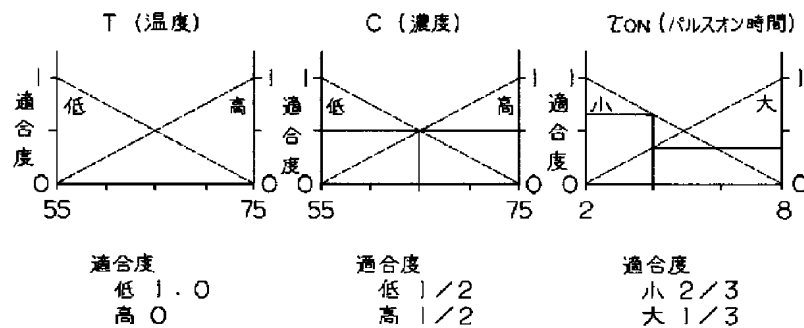 T (温度)
1 低 高 1
適合度
0 0
55 75
適合度
低 1.0
高 0
C (濃度)
1 低 高 1
適合度
0 0
55 75
適合度
低 1/2
高 1/2
τON (パルスオン時間)
1 小 大 1
適合度
0 0
2 8
適合度
小 2/3
大 1/3